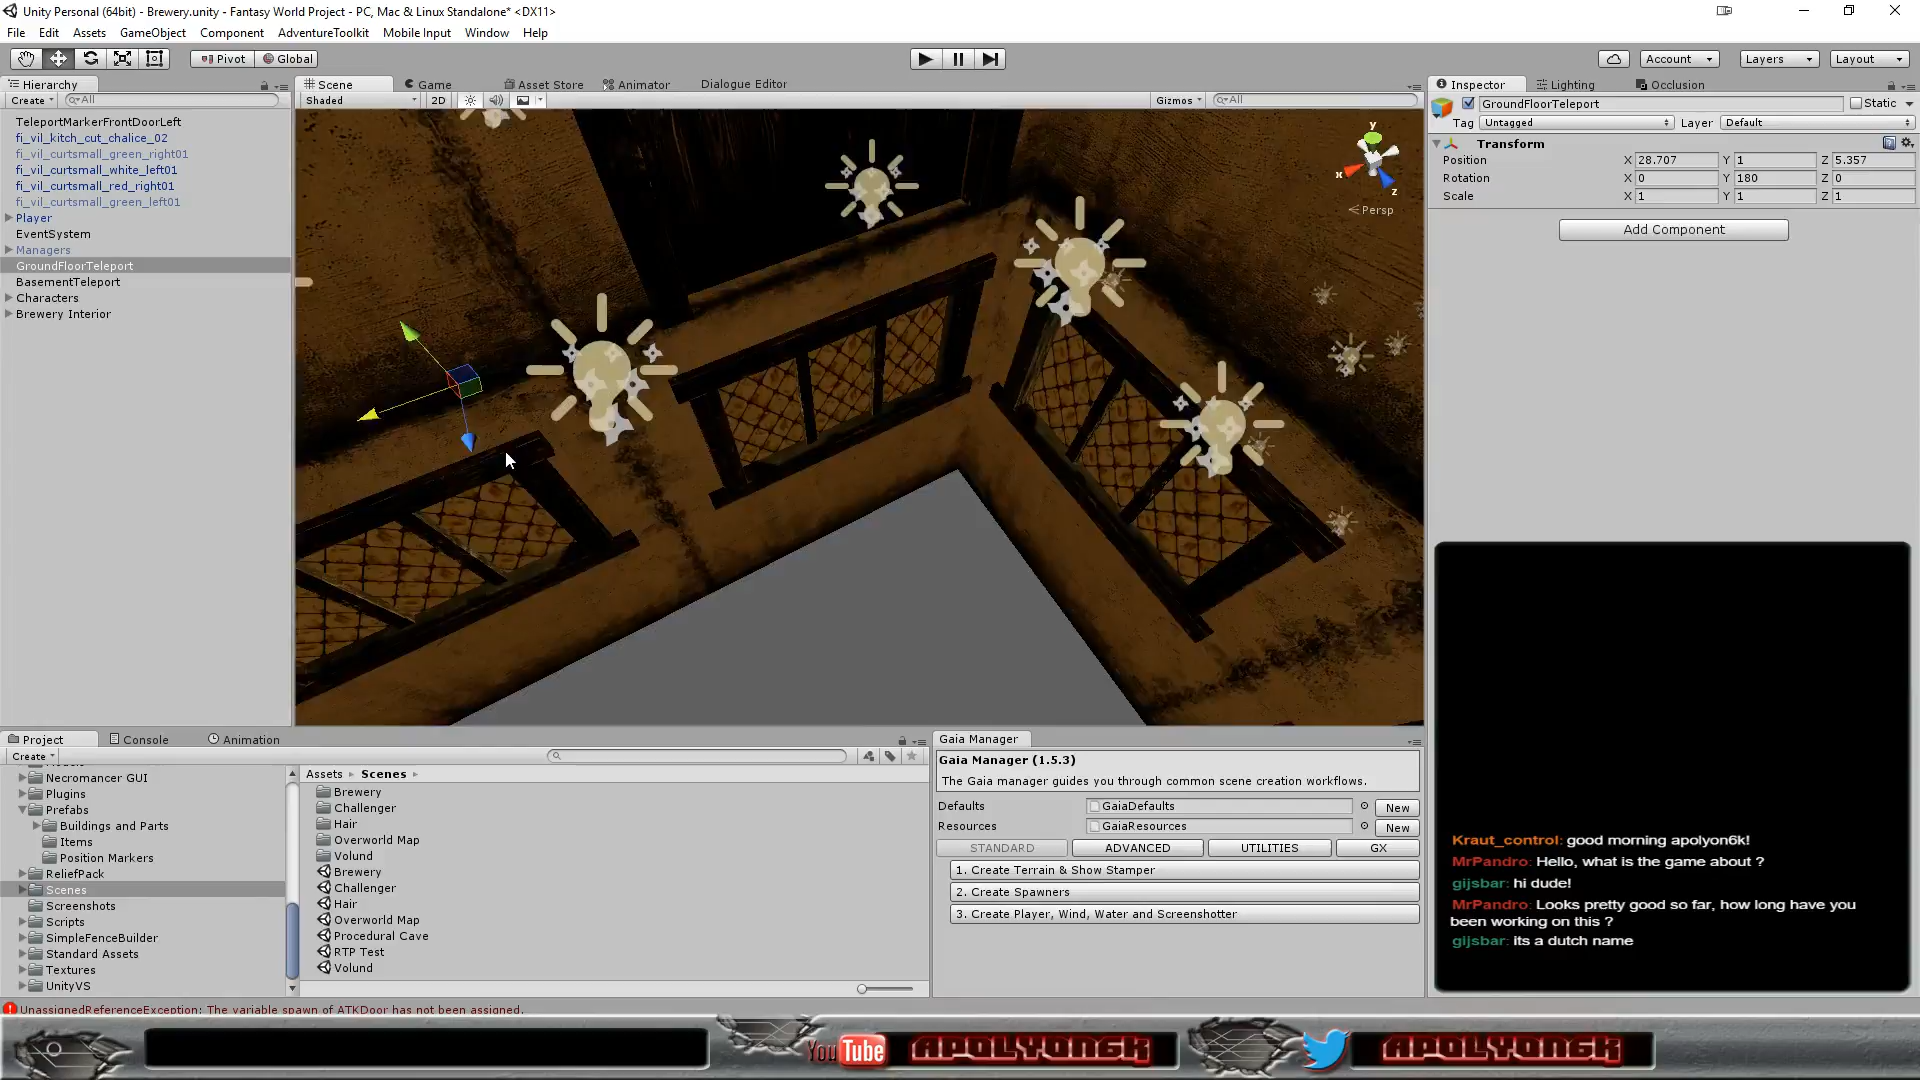 Unity Personal (64bit) - Brewery.unity - Fantasy World Project - PC, Mac & Linux Standalone* <DX11>
File Edit Assets GameObject Component AdventureToolkit Mobile Input Window Help
Pivot Global Account Layers Layout
Hierarchy
Create All
TeleportMarkerFrontDoorLeft
fi_vil_kitch_cut_chalice_02
fi_vil_curtsmall_green_right01
fi_vil_curtsmall_white_left01
fi_vil_curtsmall_red_right01
fi_vil_curtsmall_green_left01
Player
EventSystem
Managers
GroundFloorTeleport
BasementTeleport
Characters
Brewery Interior
Scene Game Asset Store Animator Dialogue Editor
Shaded 2D Gizmos All
y
x
z
Persp
Inspector Lighting Occlusion
GroundFloorTeleport Static
Tag Untagged Layer Default
Transform
Position X 28.707 Y 1 Z 5.357
Rotation X 0 Y 180 Z 0
Scale X 1 Y 1 Z 1
Add Component
Project Console Animation
Create
Necromancer GUI
Plugins
Prefabs
Buildings and Parts
Items
Position Markers
ReliefPack
Scenes
Screenshots
Scripts
SimpleFenceBuilder
Standard Assets
Textures
UnityVS
Assets Scenes
Brewery
Challenger
Hair
Overworld Map
Volund
Brewery
Challenger
Hair
Overworld Map
Procedural Cave
RTP Test
Volund
Gaia Manager
Gaia Manager (1.5.3)
The Gaia manager guides you through common scene creation workflows.
Defaults GaiaDefaults New
Resources GaiaResources New
STANDARD ADVANCED UTILITIES GX
1. Create Terrain & Show Stamper
2. Create Spawners
3. Create Player, Wind, Water and Screenshotter
Kraut_control: good morning apolyon6k!
MrPandro: Hello, what is the game about ?
gijsbar: hi dude!
MrPandro: Looks pretty good so far, how long have you
been working on this ?
gijsbar: its a dutch name
UnassignedReferenceException: The variable spawn of ATKDoor has not been assigned.
YouTube APOLYON6K APOLYON6K